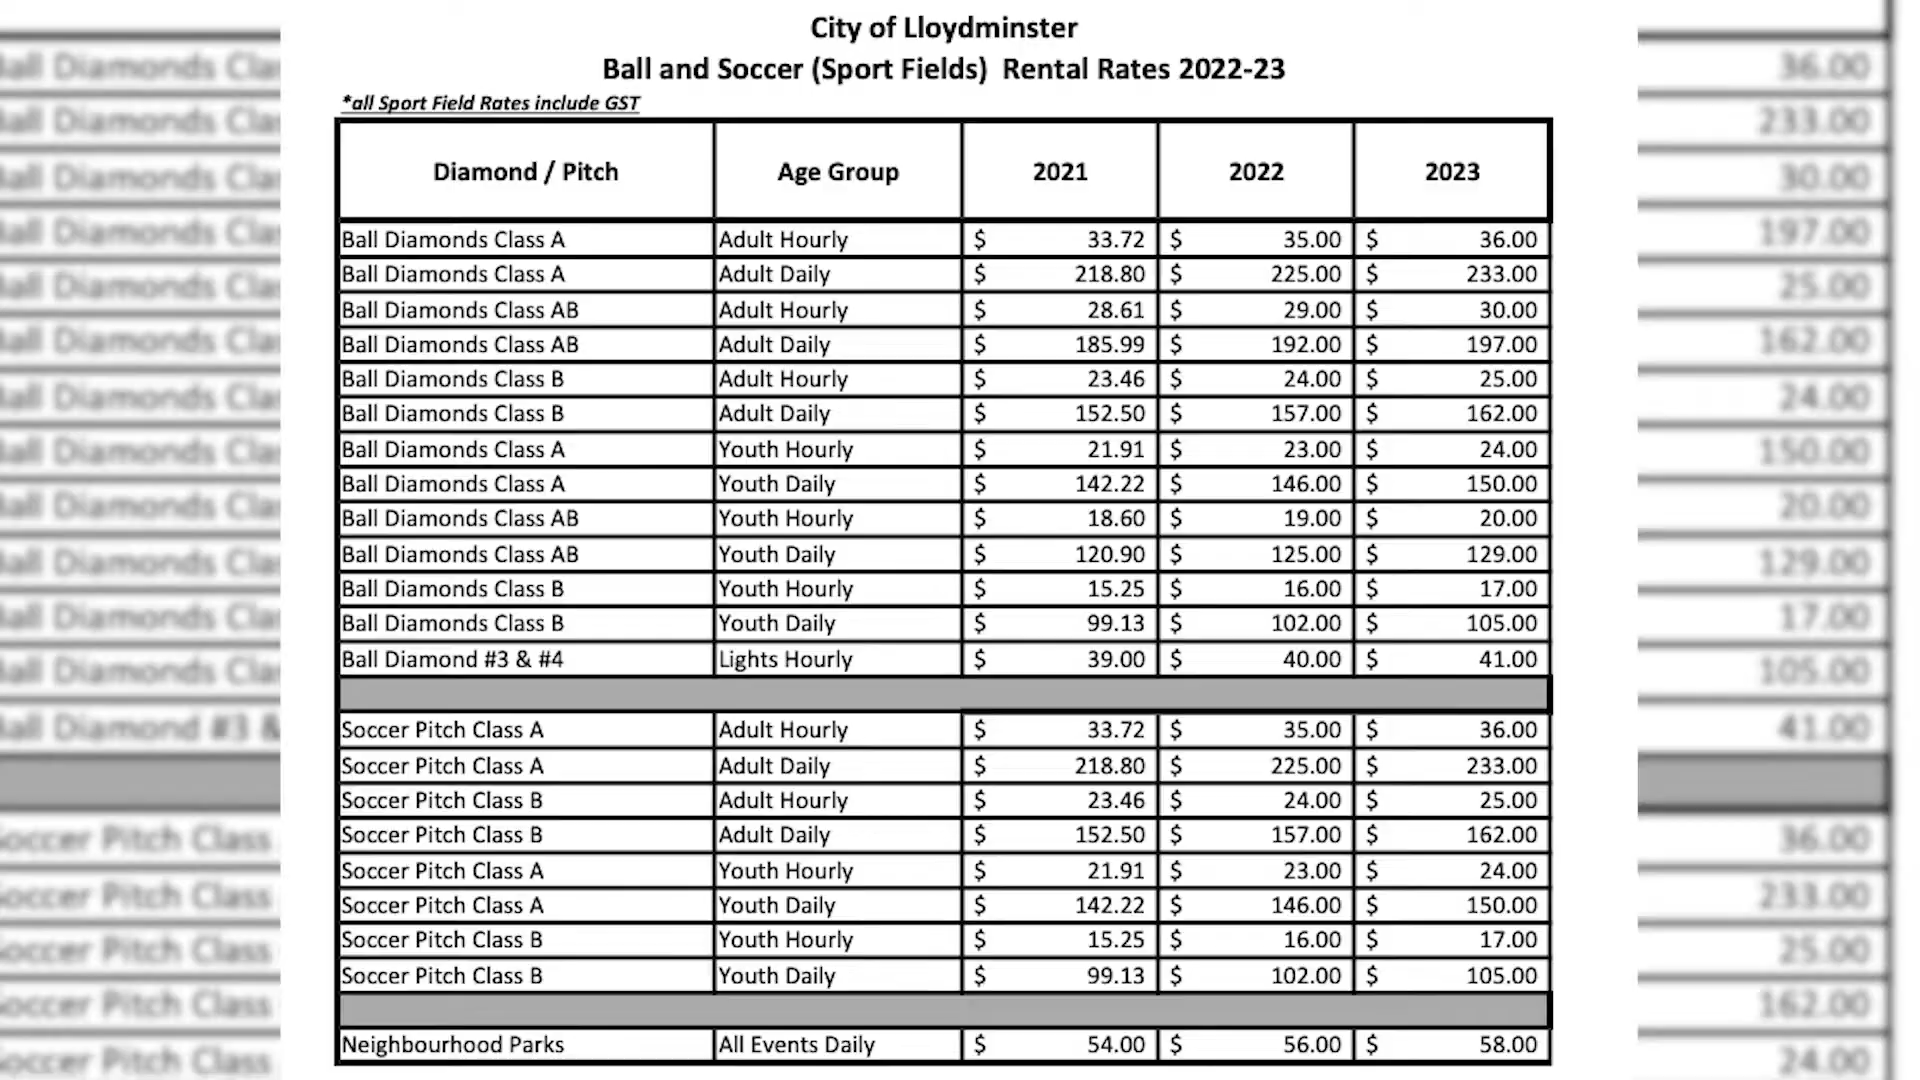 City of Lloydminster
Ball and Soccer (Sport Fields) Rental Rates 2022-23
*all Sport Field Rates include GST
Diamond / Pitch Age Group 2021 2022 2023
Ball Diamonds Class A Adult Hourly $ 33.72 $ 35.00 $ 36.00
Ball Diamonds Class A Adult Daily $ 218.80 $ 225.00 $ 233.00
Ball Diamonds Class AB Adult Hourly $ 28.61 $ 29.00 $ 30.00
Ball Diamonds Class AB Adult Daily $ 185.99 $ 192.00 $ 197.00
Ball Diamonds Class B Adult Hourly $ 23.46 $ 24.00 $ 25.00
Ball Diamonds Class B Adult Daily $ 152.50 $ 157.00 $ 162.00
Ball Diamonds Class A Youth Hourly $ 21.91 $ 23.00 $ 24.00
Ball Diamonds Class A Youth Daily $ 142.22 $ 146.00 $ 150.00
Ball Diamonds Class AB Youth Hourly $ 18.60 $ 19.00 $ 20.00
Ball Diamonds Class AB Youth Daily $ 120.90 $ 125.00 $ 129.00
Ball Diamonds Class B Youth Hourly $ 15.25 $ 16.00 $ 17.00
Ball Diamonds Class B Youth Daily $ 99.13 $ 102.00 $ 105.00
Ball Diamond #3 & #4 Lights Hourly $ 39.00 $ 40.00 $ 41.00
Soccer Pitch Class A Adult Hourly $ 33.72 $ 35.00 $ 36.00
Soccer Pitch Class A Adult Daily $ 218.80 $ 225.00 $ 233.00
Soccer Pitch Class B Adult Hourly $ 23.46 $ 24.00 $ 25.00
Soccer Pitch Class B Adult Daily $ 152.50 $ 157.00 $ 162.00
Soccer Pitch Class A Youth Hourly $ 21.91 $ 23.00 $ 24.00
Soccer Pitch Class A Youth Daily $ 142.22 $ 146.00 $ 150.00
Soccer Pitch Class B Youth Hourly $ 15.25 $ 16.00 $ 17.00
Soccer Pitch Class B Youth Daily $ 99.13 $ 102.00 $ 105.00
Neighbourhood Parks All Events Daily $ 54.00 $ 56.00 $ 58.00